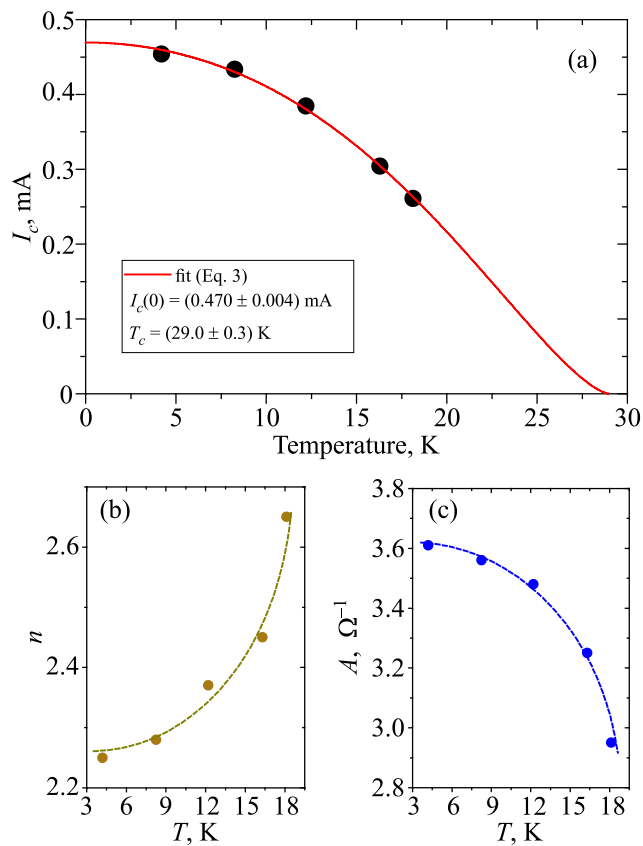 0.5
0.4
0.3
0.2
0.1
0
I_c, mA
(a)
fit (Eq. 3)
I_c(0) = (0.470 ± 0.004) mA
T_c = (29.0 ± 0.3) K
0 5 10 15 20 25 30
Temperature, K
(b)
2.6
2.4
2.2
n
3 6 9 12 15 18
T, K
(c)
3.8
3.6
3.4
3.2
3.0
2.8
A, Ω⁻¹
3 6 9 12 15 18
T, K